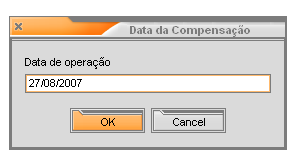 Data da Compensação
Data de operação
27/08/2007
OK
Cancel